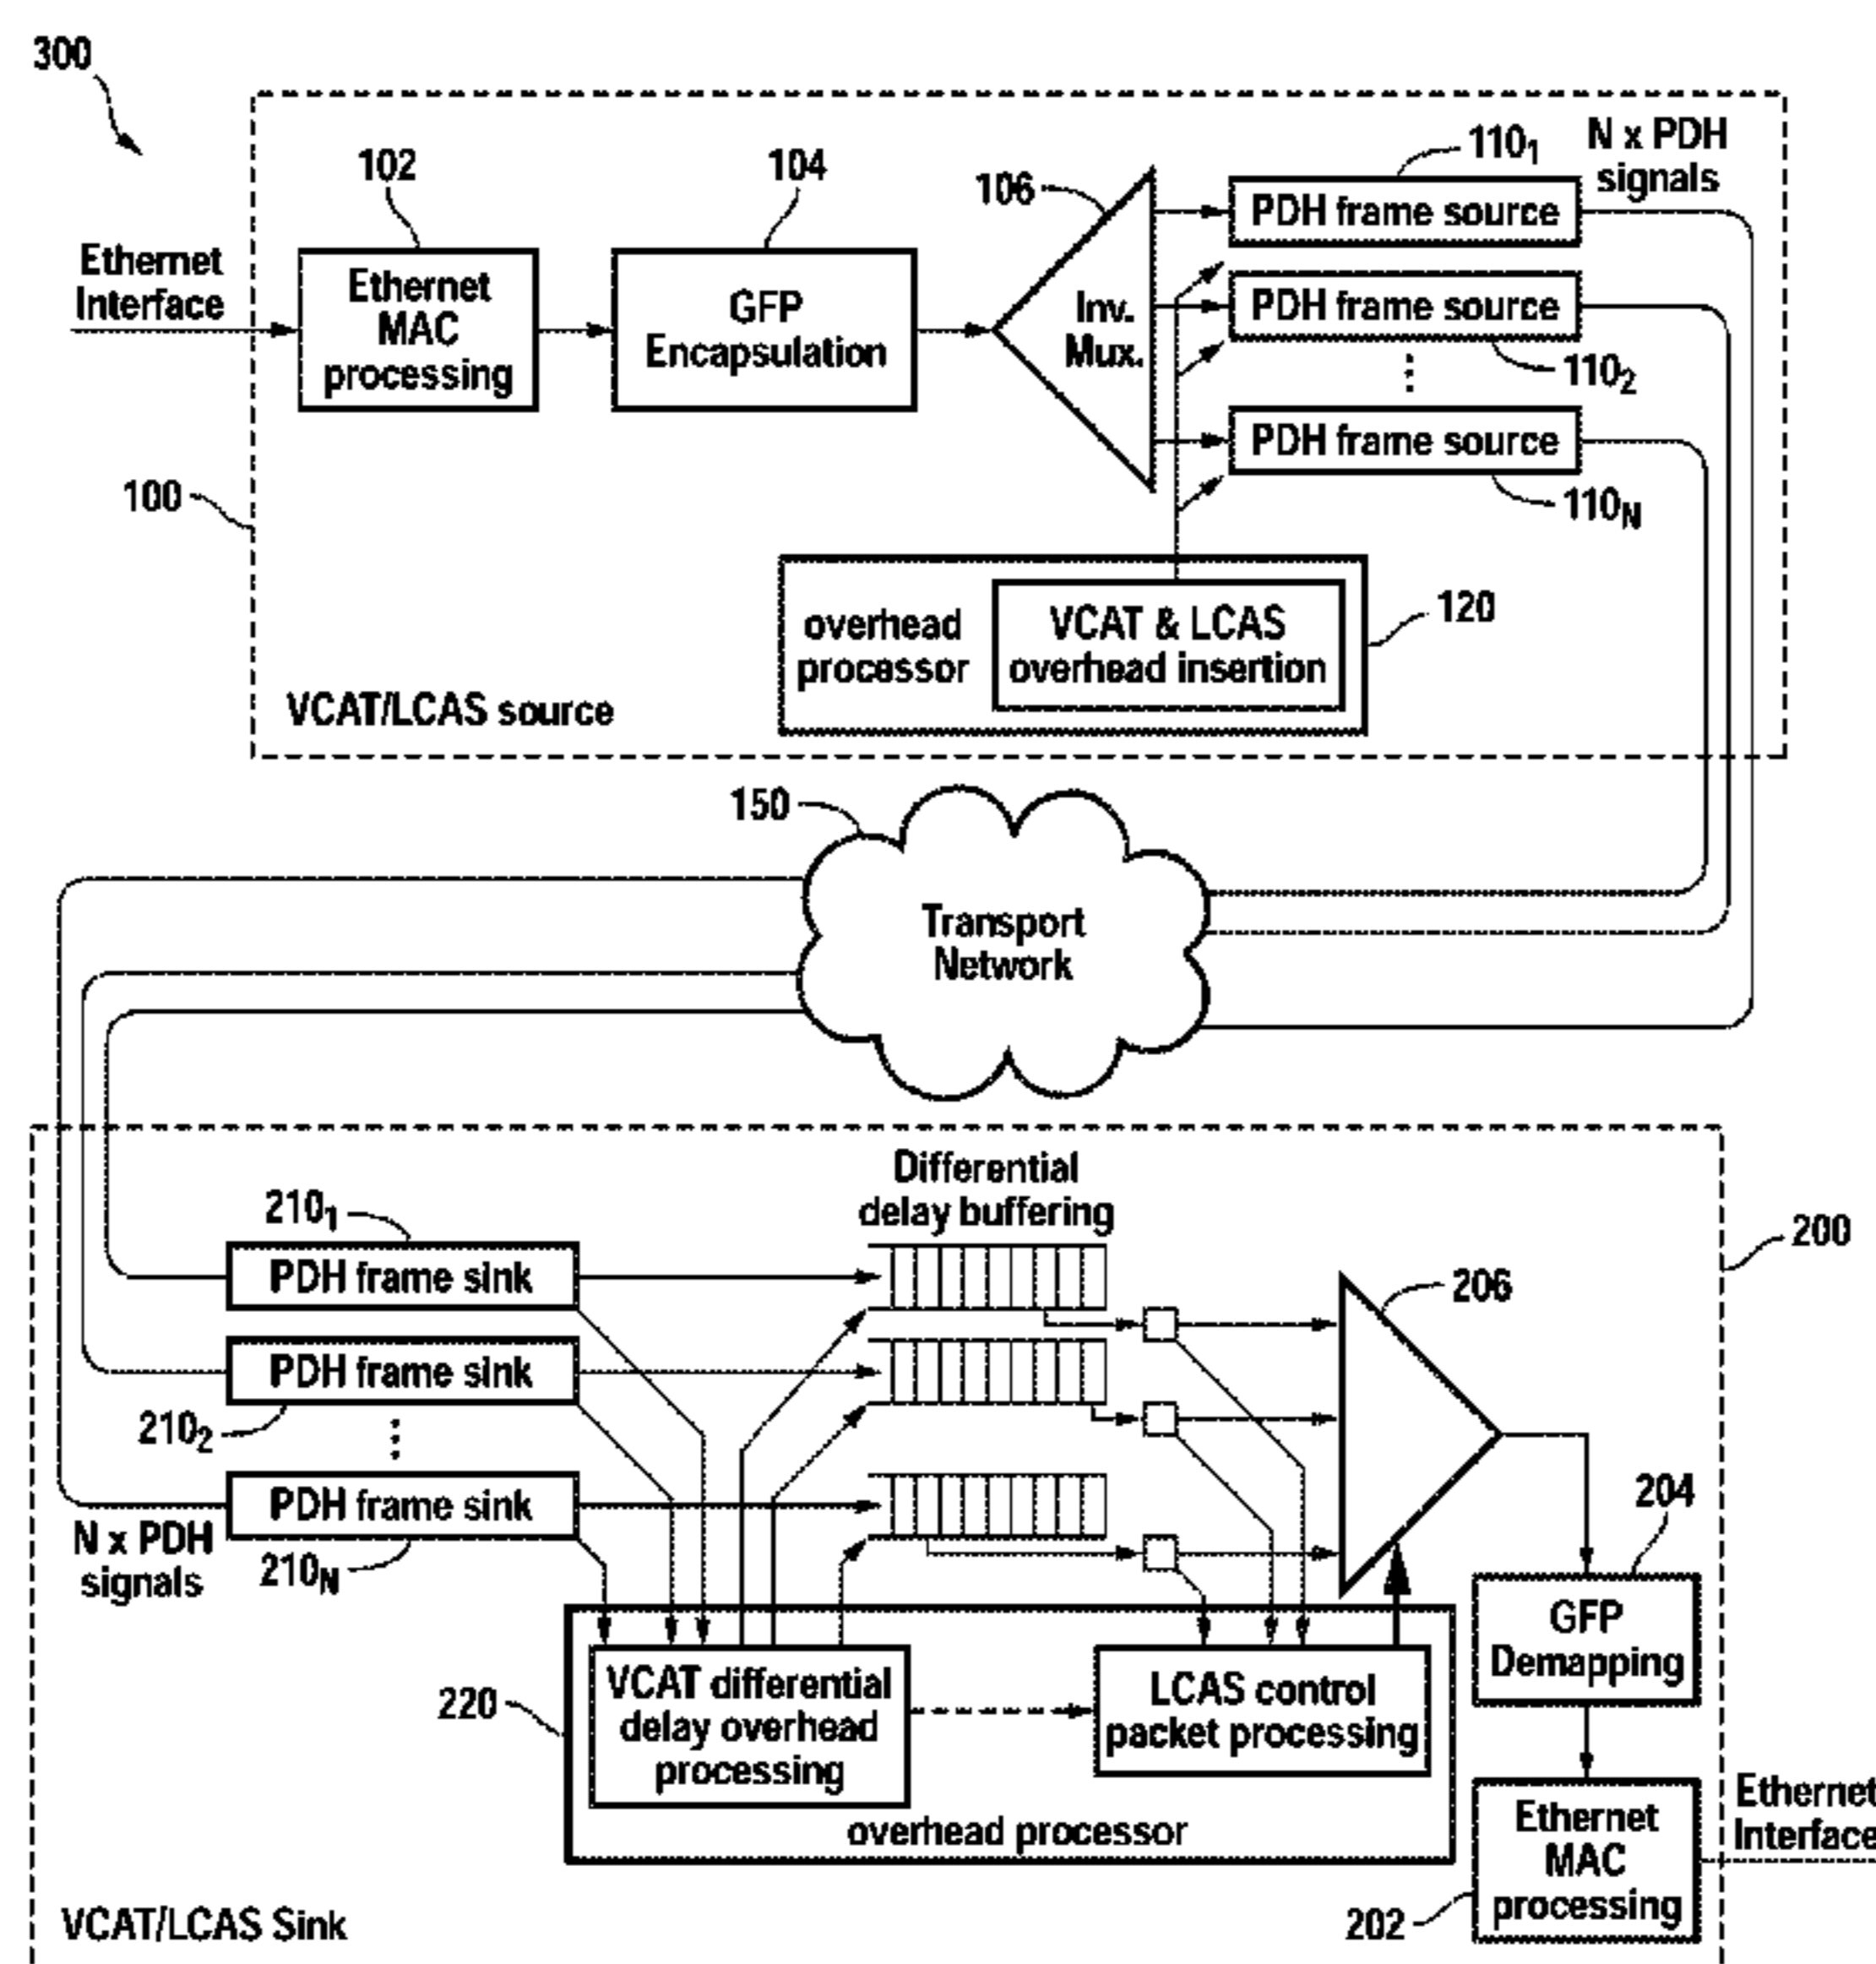 300
102
104
106
110₁
N x PDH
signals
Ethernet
Interface
Ethernet
MAC
processing
GFP
Encapsulation
Inv.
Mux.
PDH frame source
PDH frame source
110₂
⋮
PDH frame source
110N
100
overhead
processor
VCAT & LCAS
overhead insertion
120
VCAT/LCAS source
150
Transport
Network
Differential
delay buffering
210₁
200
PDH frame sink
206
PDH frame sink
210₂
⋮
PDH frame sink
204
N x PDH
signals
210N
GFP
Demapping
220
VCAT differential
delay overhead
processing
LCAS control
packet processing
overhead processor
Ethernet
MAC
processing
Ethernet
Interface
202
VCAT/LCAS Sink